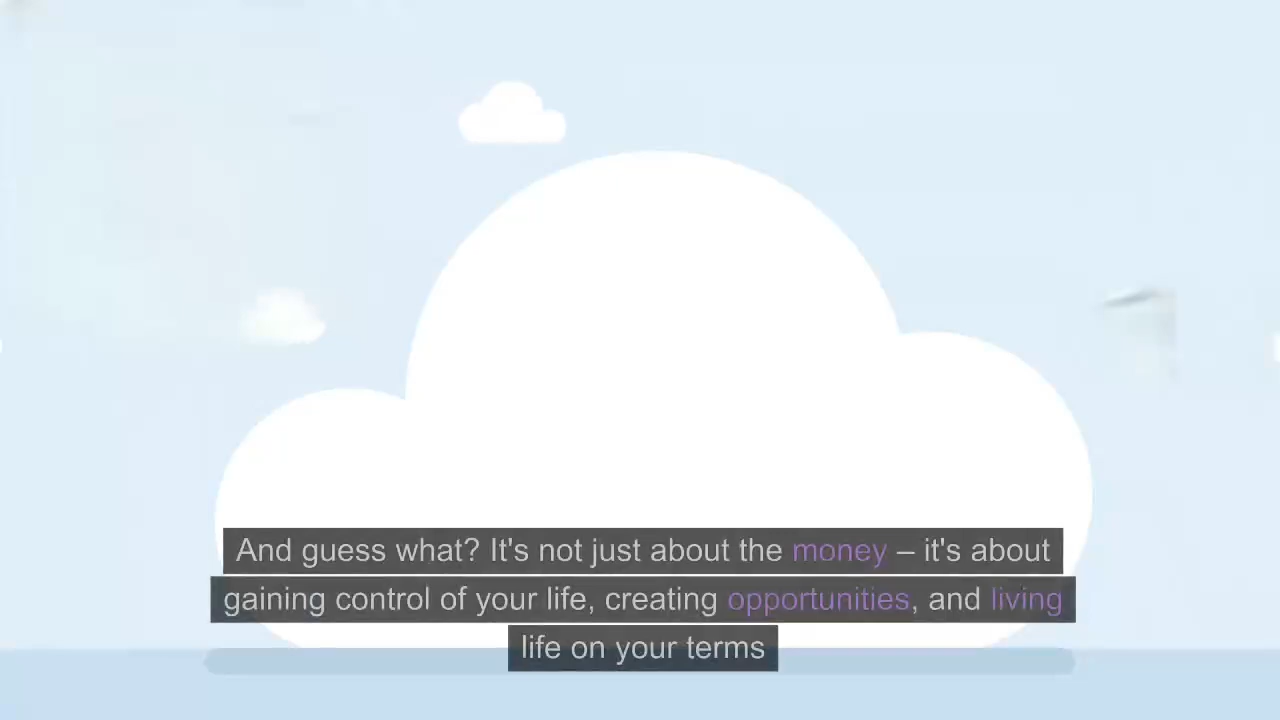 And guess what? It's not just about the money – it's about
gaining control of your life, creating opportunities, and living
life on your terms